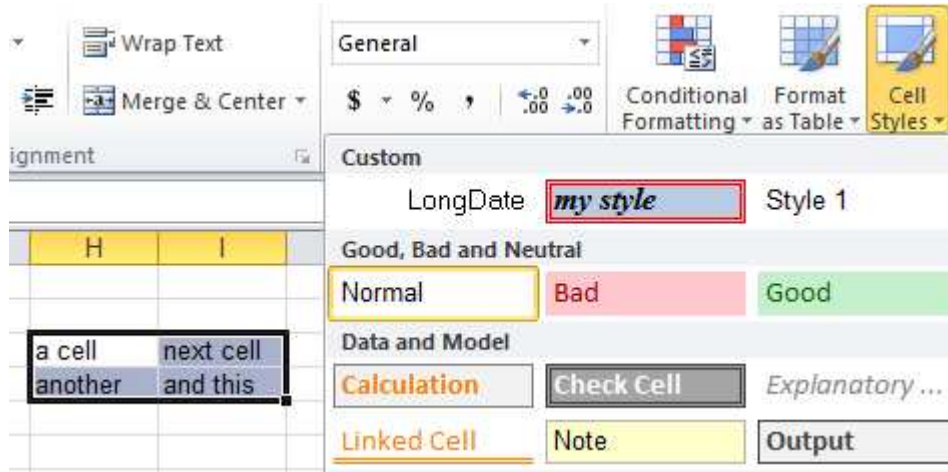 Wrap Text
General
Merge & Center
$ % , .0 .00 .00 .0
Conditional Formatting
Format as Table
Cell Styles
ignment
Custom
LongDate my style Style 1
H I
Good, Bad and Neutral
Normal Bad Good
Data and Model
a cell next cell
another and this
Calculation Check Cell Explanatory ...
Linked Cell Note Output